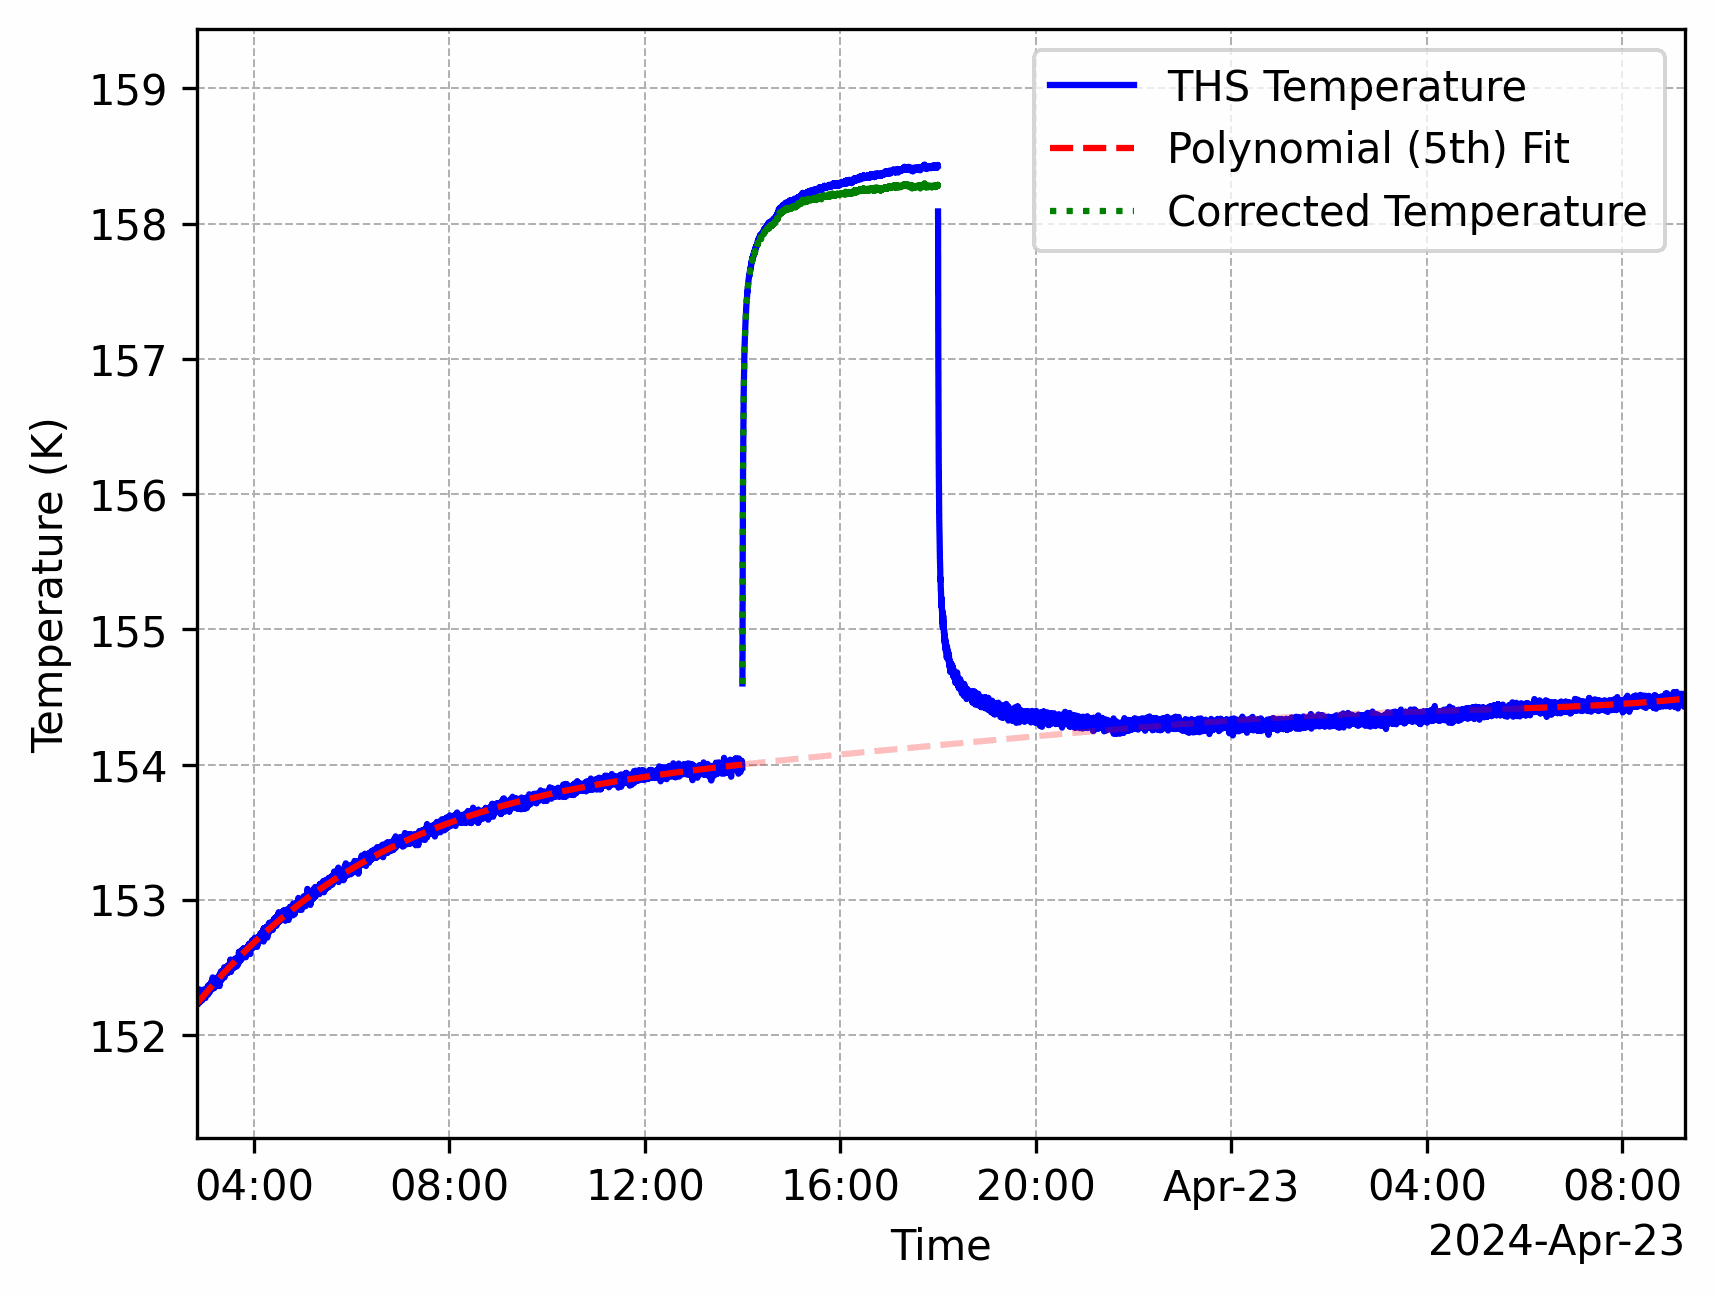 THS Temperature
Polynomial (5th) Fit
Corrected Temperature
Temperature (K)
159
158
157
156
155
154
153
152
04:00 08:00 12:00 16:00 20:00 Apr-23 04:00 08:00
Time
2024-Apr-23